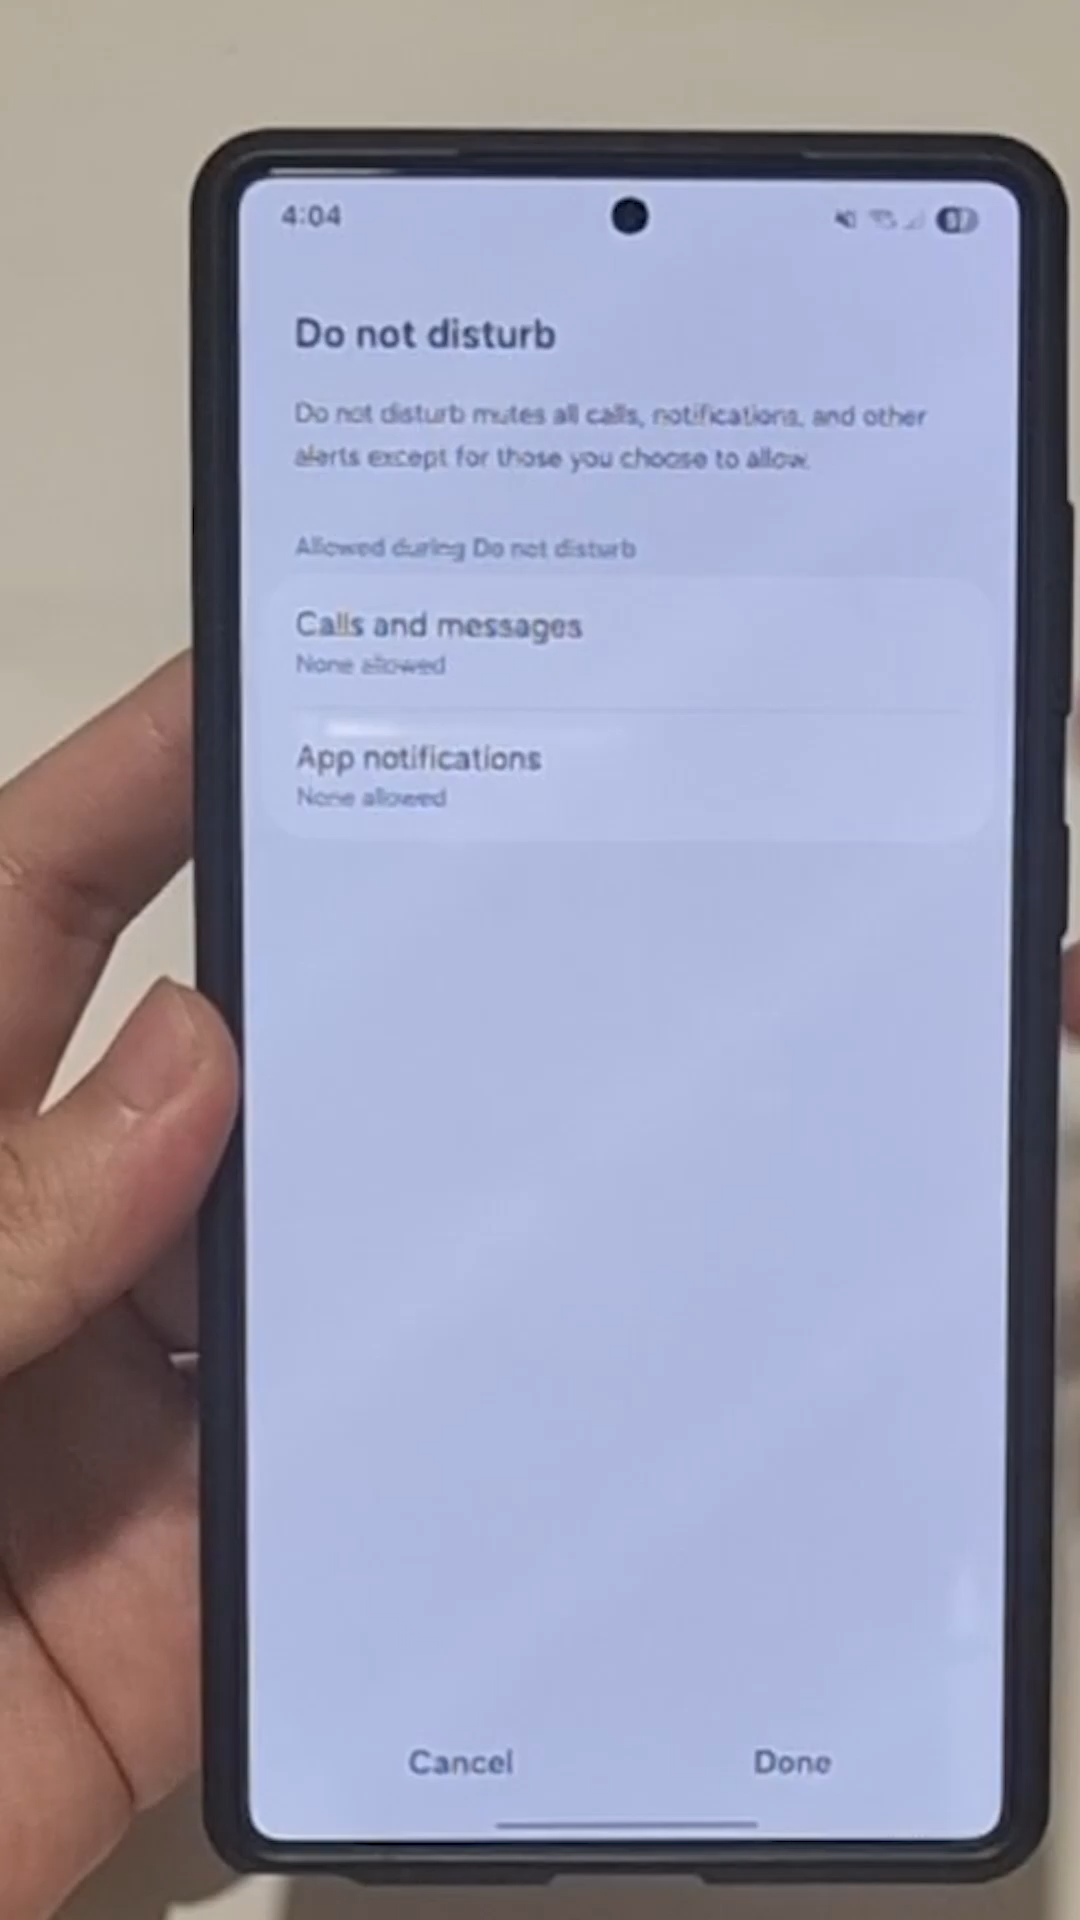 4:04
Do not disturb
Do not disturb mutes all calls, notifications, and other
alerts except for those you choose to allow.
Allowed during Do not disturb
Calls and messages
None allowed
App notifications
None allowed
Cancel
Done